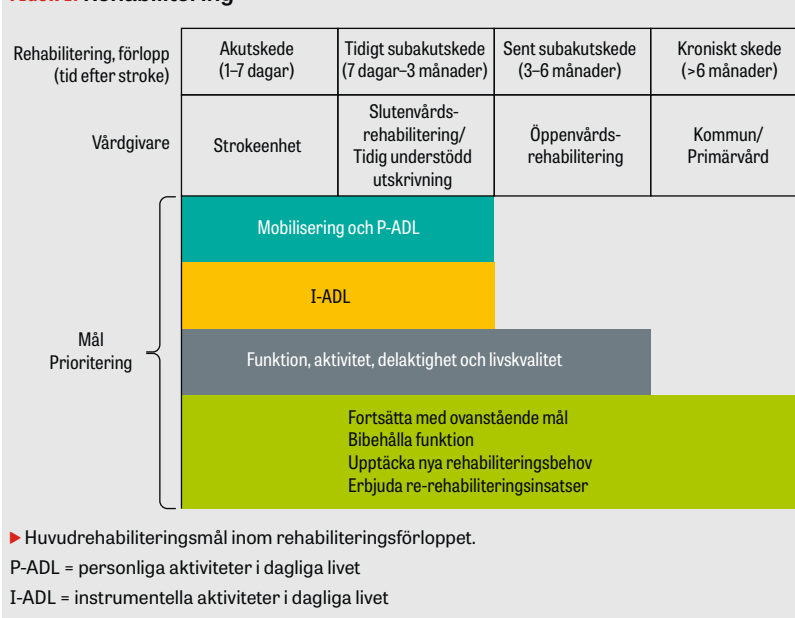 Rehabilitering
Rehabilitering, förlopp
(tid efter stroke)
Akutskede
(1–7 dagar)
Tidigt subakutskede
(7 dagar–3 månader)
Sent subakutskede
(3–6 månader)
Kroniskt skede
(>6 månader)
Vårdgivare
Strokeenhet
Slutenvårds-
rehabilitering/
Tidig understödd
utskrivning
Öppenvårds-
rehabilitering
Kommun/
Primärvård
Mål
Prioritering
Mobilisering och P-ADL
I-ADL
Funktion, aktivitet, delaktighet och livskvalitet
Fortsätta med ovanstående mål
Bibehålla funktion
Upptäcka nya rehabiliteringsbehov
Erbjuda re-rehabiliteringsinsatser
Huvudrehabiliteringsmål inom rehabiliteringsförloppet.
P-ADL = personliga aktiviteter i dagliga livet
I-ADL = instrumentella aktiviteter i dagliga livet